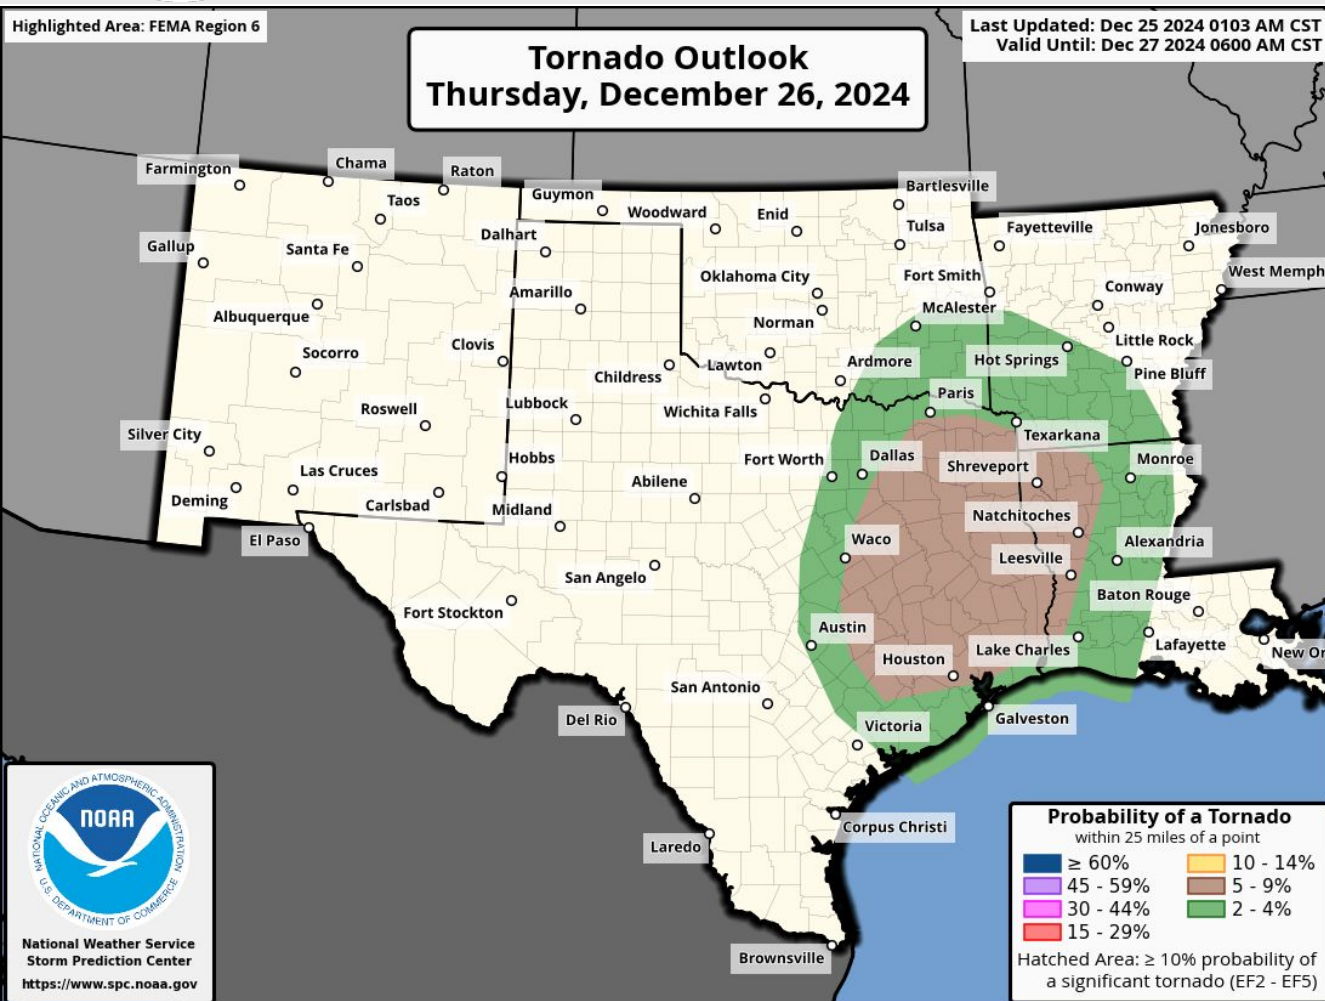 Highlighted Area: FEMA Region 6
Last Updated: Dec 25 2024 0103 AM CST
Valid Until: Dec 27 2024 0600 AM CST
Tornado Outlook
Thursday, December 26, 2024
Farmington
Chama
Raton
Taos
Guymon
Woodward
Enid
Bartlesville
Tulsa
Fayetteville
Jonesboro
Gallup
Santa Fe
Dalhart
Oklahoma City
Fort Smith
Conway
West Memph
Albuquerque
Amarillo
Norman
McAlester
Little Rock
Socorro
Clovis
Childress
Lawton
Ardmore
Hot Springs
Pine Bluff
Roswell
Lubbock
Wichita Falls
Paris
Texarkana
Silver City
Las Cruces
Hobbs
Abilene
Fort Worth
Dallas
Shreveport
Monroe
Deming
Carlsbad
Midland
Natchitoches
El Paso
Waco
Leesville
Alexandria
San Angelo
Baton Rouge
Fort Stockton
Austin
Lake Charles
Lafayette
New Or
Houston
San Antonio
Del Rio
Victoria
Galveston
Corpus Christi
Laredo
Brownsville
NATIONAL OCEANIC AND ATMOSPHERIC ADMINISTRATION
NOAA
U.S. DEPARTMENT OF COMMERCE
National Weather Service
Storm Prediction Center
https://www.spc.noaa.gov
Probability of a Tornado
within 25 miles of a point
≥ 60%
45 - 59%
30 - 44%
15 - 29%
10 - 14%
5 - 9%
2 - 4%
Hatched Area: ≥ 10% probability of
a significant tornado (EF2 - EF5)